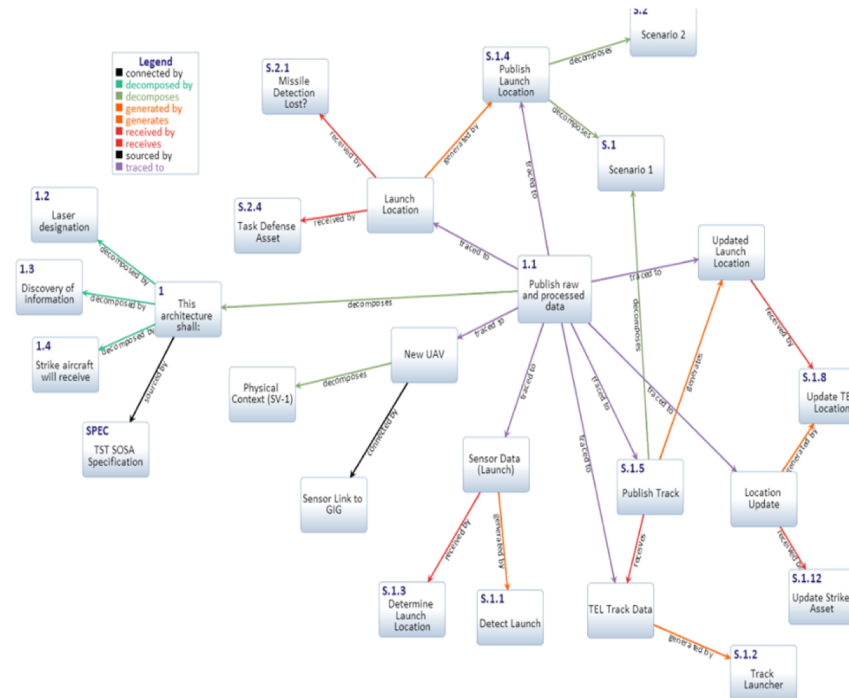 Legend
connected by
decomposed by
decomposes
generated by
generates
received by
receives
sourced by
traced to
S.2
Scenario 2
S.1.4
Publish
Launch
Location
decomposes
decomposes
S.2.1
Missile
Detection
Lost?
received by
generated by
S.1
Scenario 1
Launch
Location
S.2.4
Task Defense
Asset
received by
traced to
traced to
1.2
Laser
designation
decomposed by
1.3
Discovery of
information
decomposed by
1
This
architecture
shall:
1.4
Strike aircraft
will receive
decomposed by
sourced by
SPEC
TST SOSA
Specification
decomposes
1.1
Publish raw
and processed
data
traced to
Updated
Launch
Location
decomposes
generates
received by
traced to
New UAV
Physical
Context (SV-1)
decomposes
connected by
Sensor Link to
GIG
traced to
traced to
traced to
traced to
S.1.8
Update TE
Location
generated by
Sensor Data
(Launch)
S.1.5
Publish Track
Location
Update
received by
generated by
receives
received by
S.1.3
Determine
Launch
Location
S.1.1
Detect Launch
TEL Track Data
generated by
S.1.12
Update Strike
Asset
S.1.2
Track
Launcher